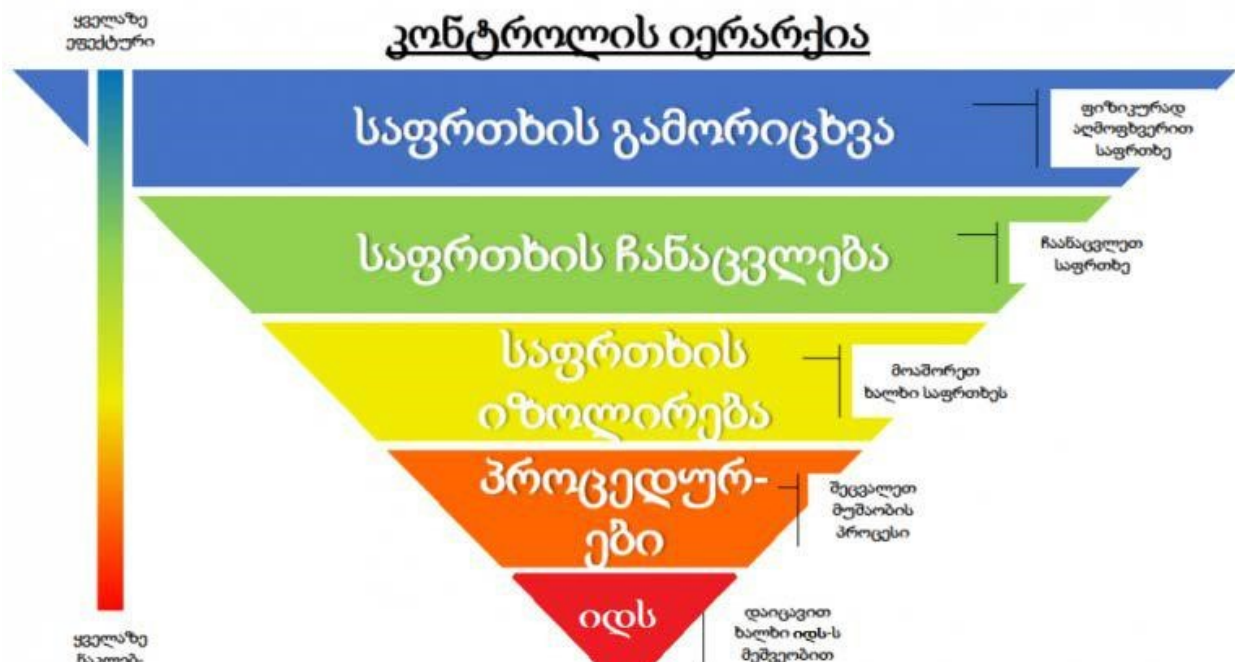 ყველაზე
ეფექტური
კონტროლის იერარქია
საფრთხის გამორიცხვა
ფიზიკურად
აღმოფხვერით
საფრთხე
საფრთხის ჩანაცვლება
ჩაანაცვლეთ
საფრთხე
საფრთხის
იზოლირება
მოაშორეთ
ხალხი საფრთხეს
პროცედურ-
ები
შეცვალეთ
მუშაობის
პროცესი
იდს
დაიცავით
ხალხი იდს-ს
მეშვეობით
ყველაზე
ნაკლებ-